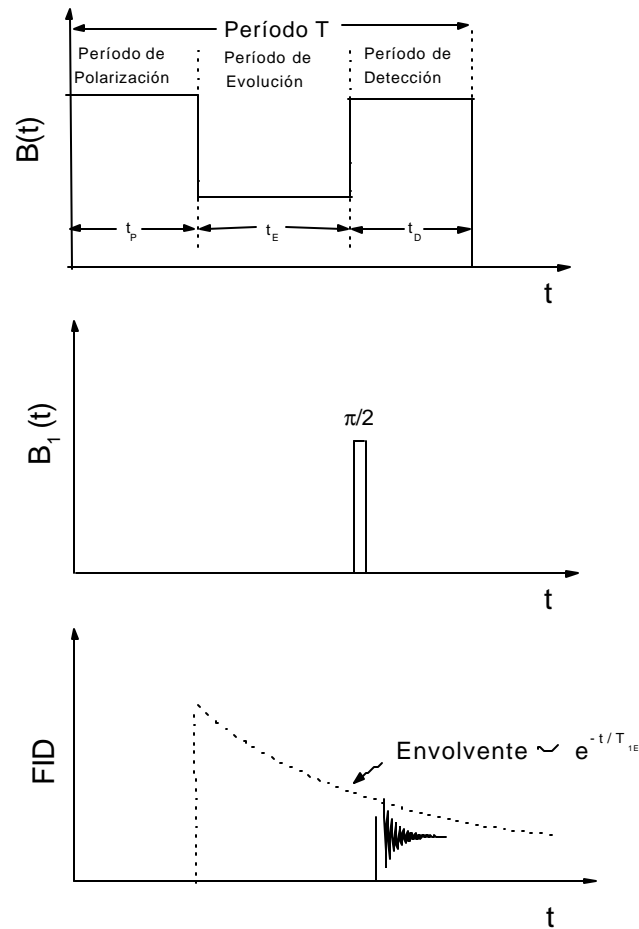 Período T
Período de
Polarización
Período de
Evolución
Período de
Detección
B(t)
t_P
t_E
t_D
t
π/2
B_1 (t)
t
FID
Envolvente ~ e^{-t/T_{1E}}
t